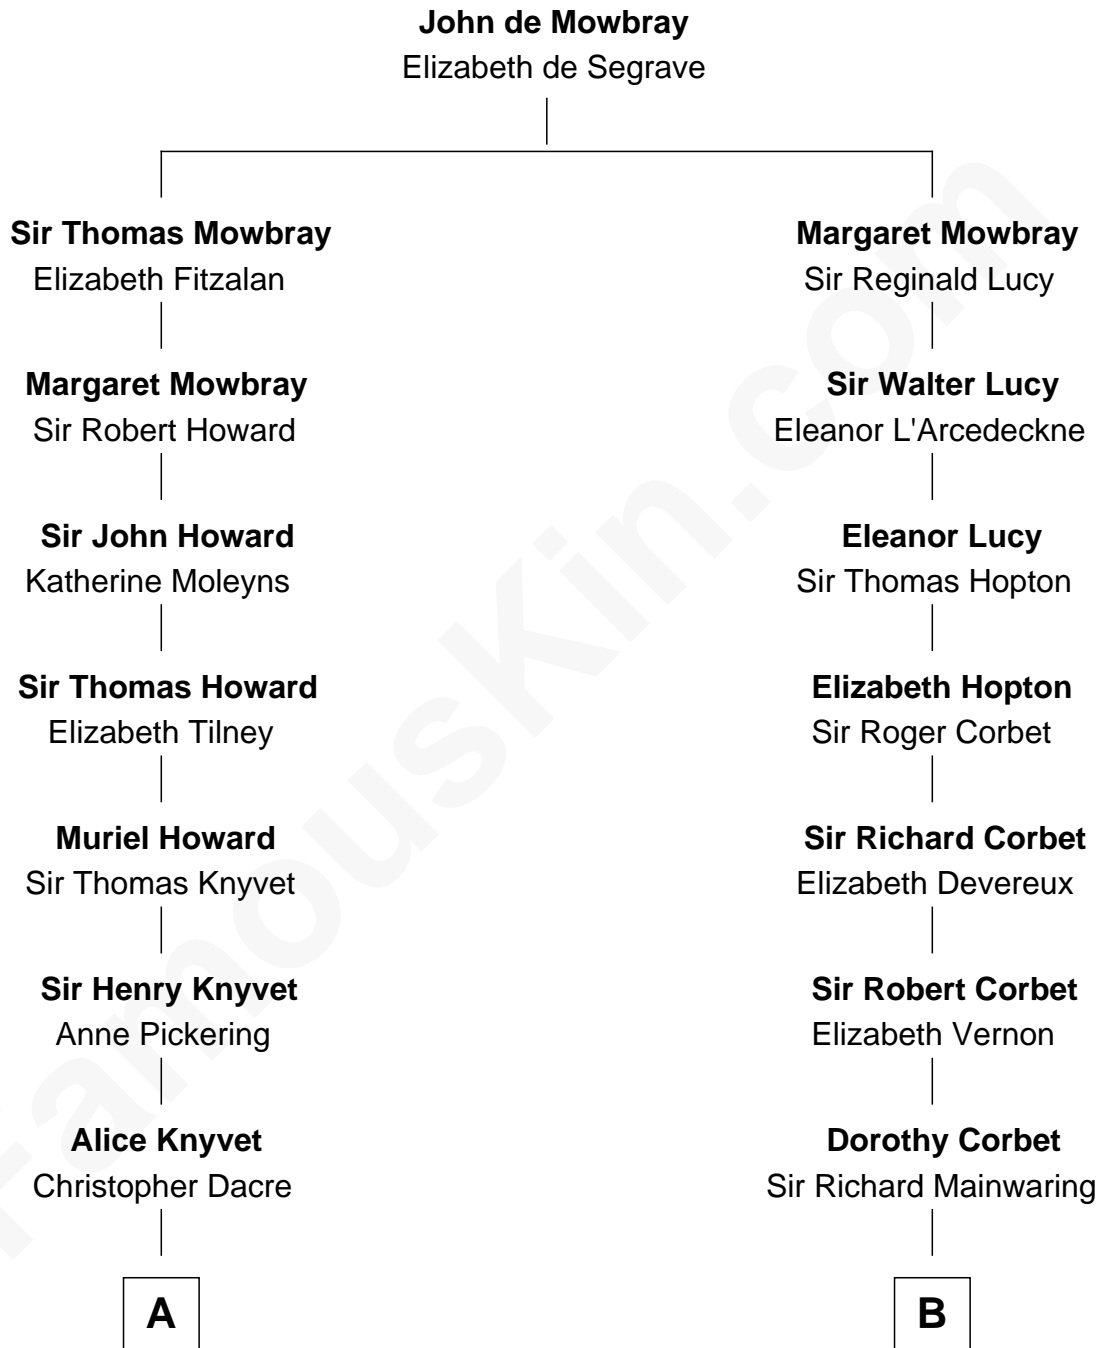 John de Mowbray
Elizabeth de Segrave
Sir Thomas Mowbray
Elizabeth Fitzalan
Margaret Mowbray
Sir Robert Howard
Sir John Howard
Katherine Moleyns
Sir Thomas Howard
Elizabeth Tilney
Muriel Howard
Sir Thomas Knyvet
Sir Henry Knyvet
Anne Pickering
Alice Knyvet
Christopher Dacre
A
Margaret Mowbray
Sir Reginald Lucy
Sir Walter Lucy
Eleanor L'Arcedeckne
Eleanor Lucy
Sir Thomas Hopton
Elizabeth Hopton
Sir Roger Corbet
Sir Richard Corbet
Elizabeth Devereux
Sir Robert Corbet
Elizabeth Vernon
Dorothy Corbet
Sir Richard Mainwaring
B
FamousKin.com